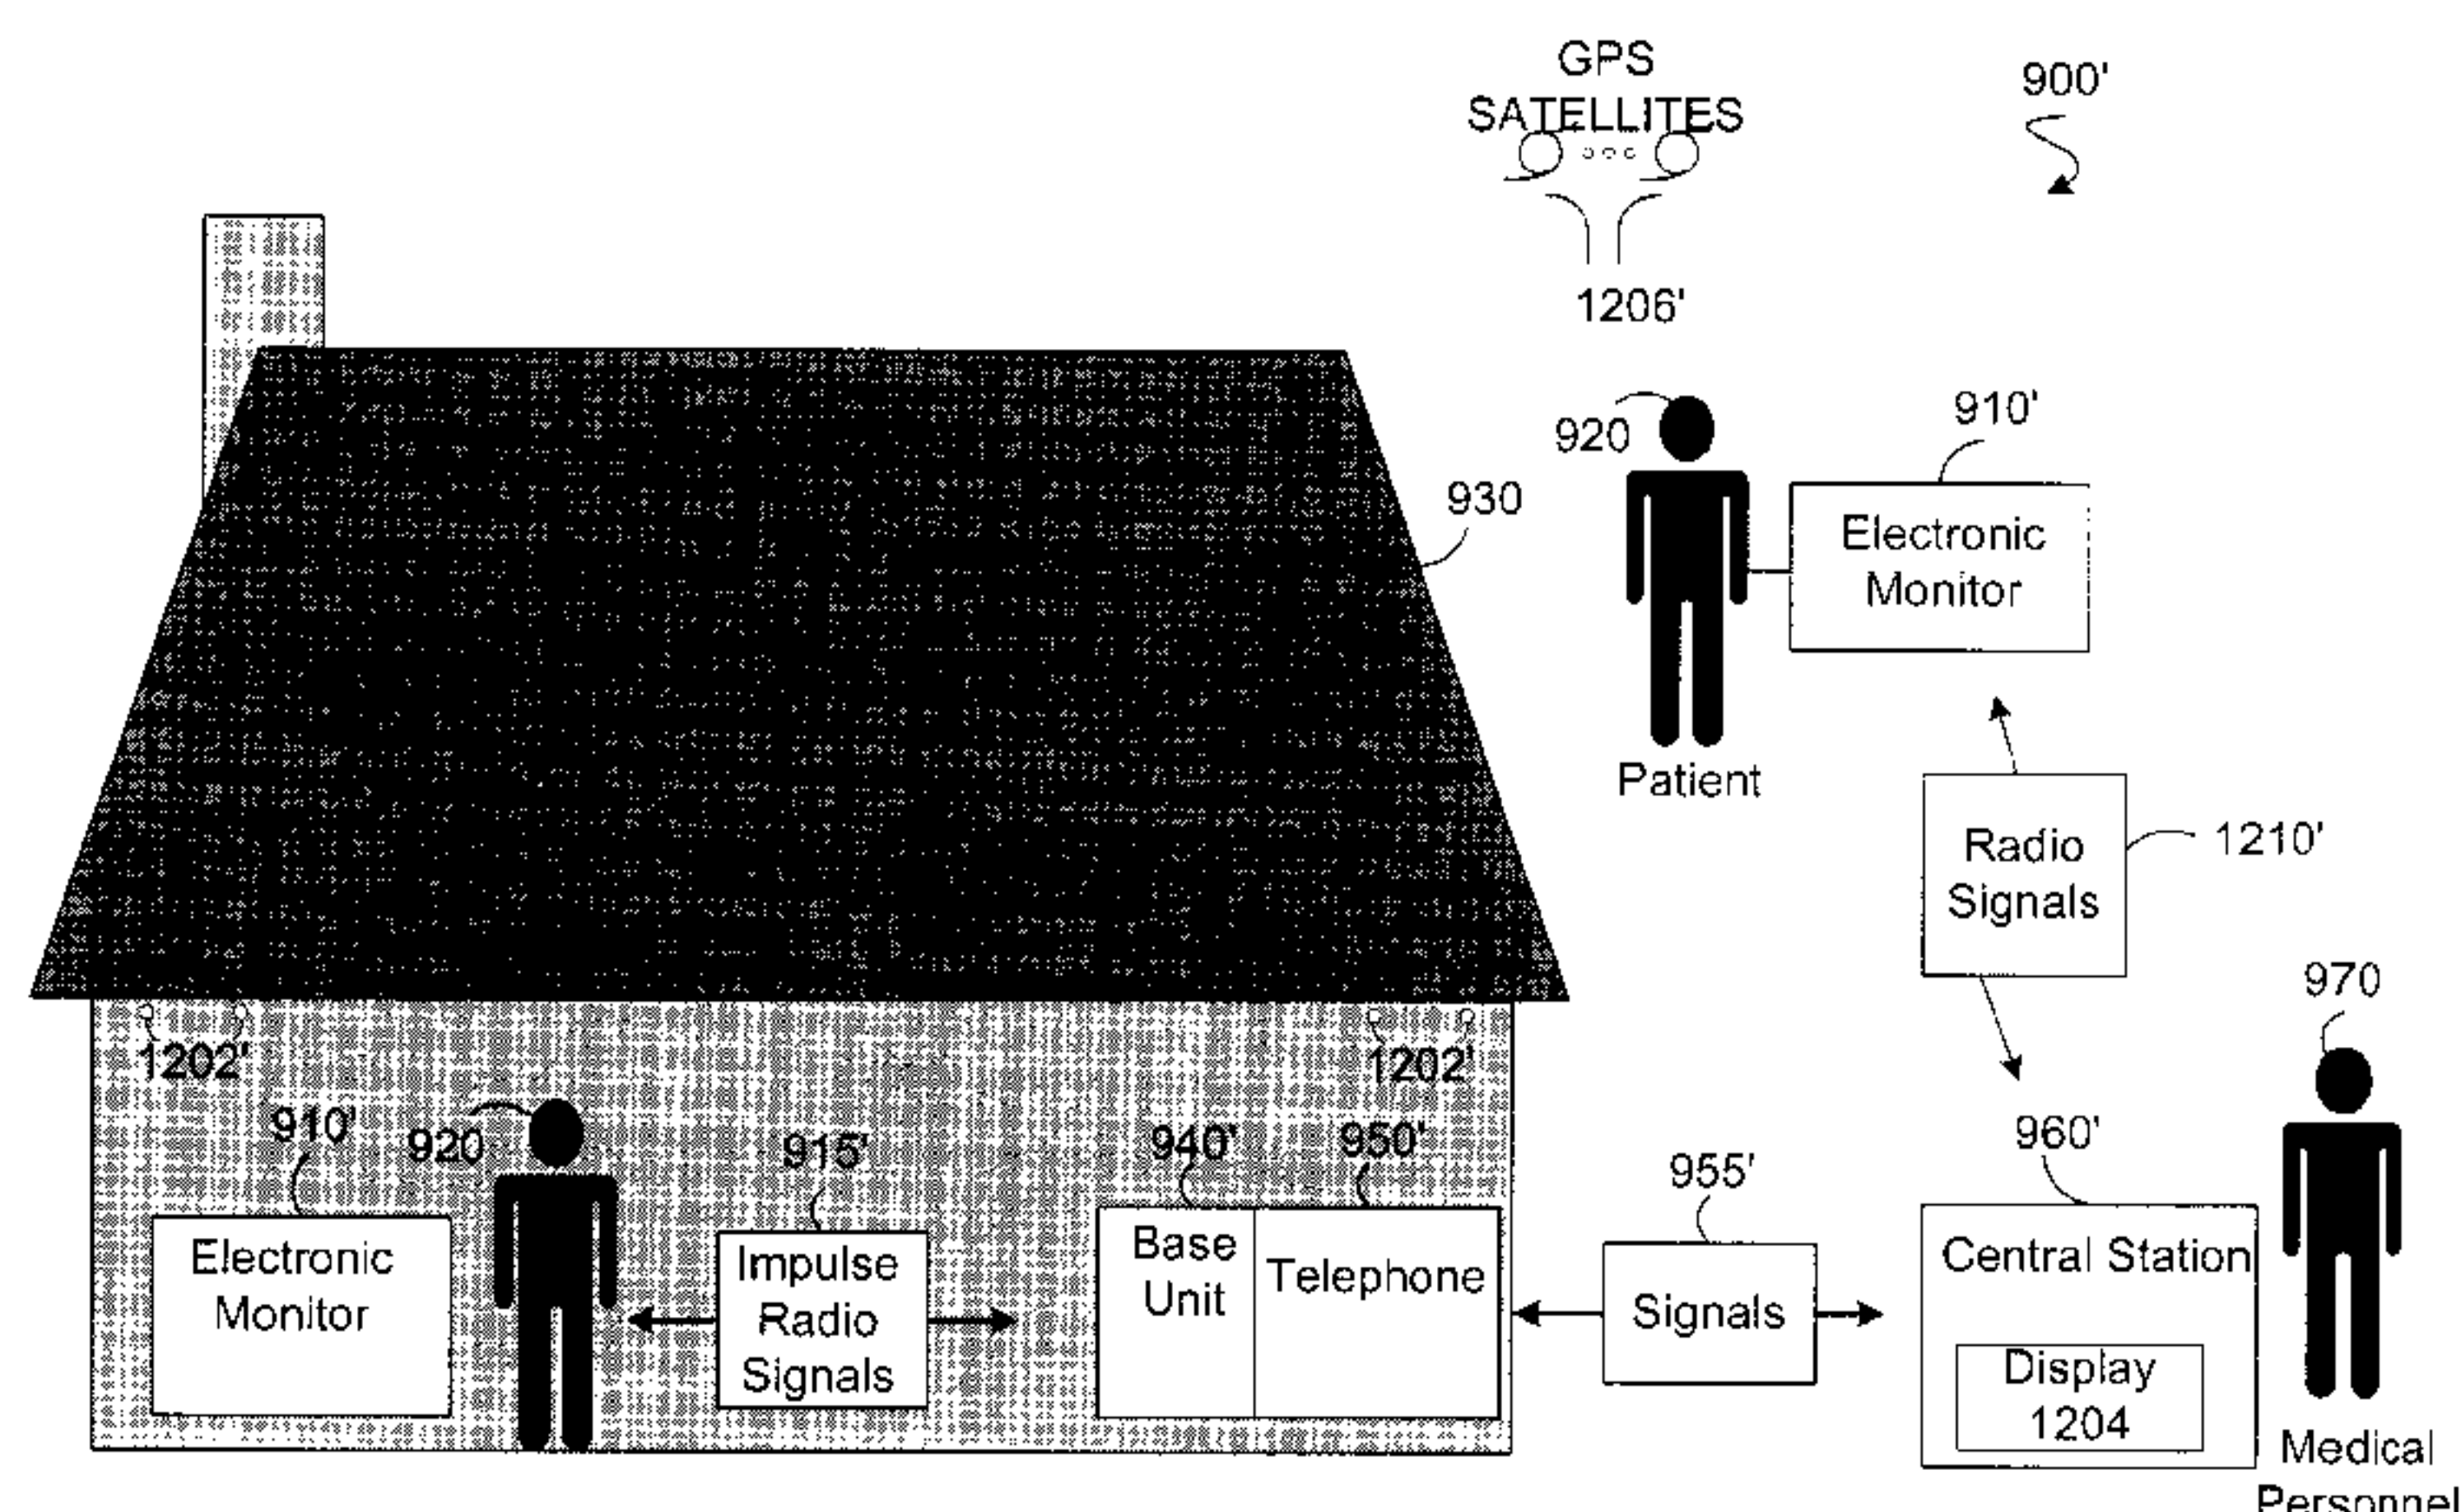 GPS
SATELLITES
900'
1206'
920
910'
930
Electronic
Monitor
Patient
Radio
Signals
1210'
970
1202'
1202'
910'
920
915'
940'
950'
955'
960'
Electronic
Monitor
Impulse
Radio
Signals
Base
Unit
Telephone
Signals
Central Station
Display
1204
Medical
Personnel